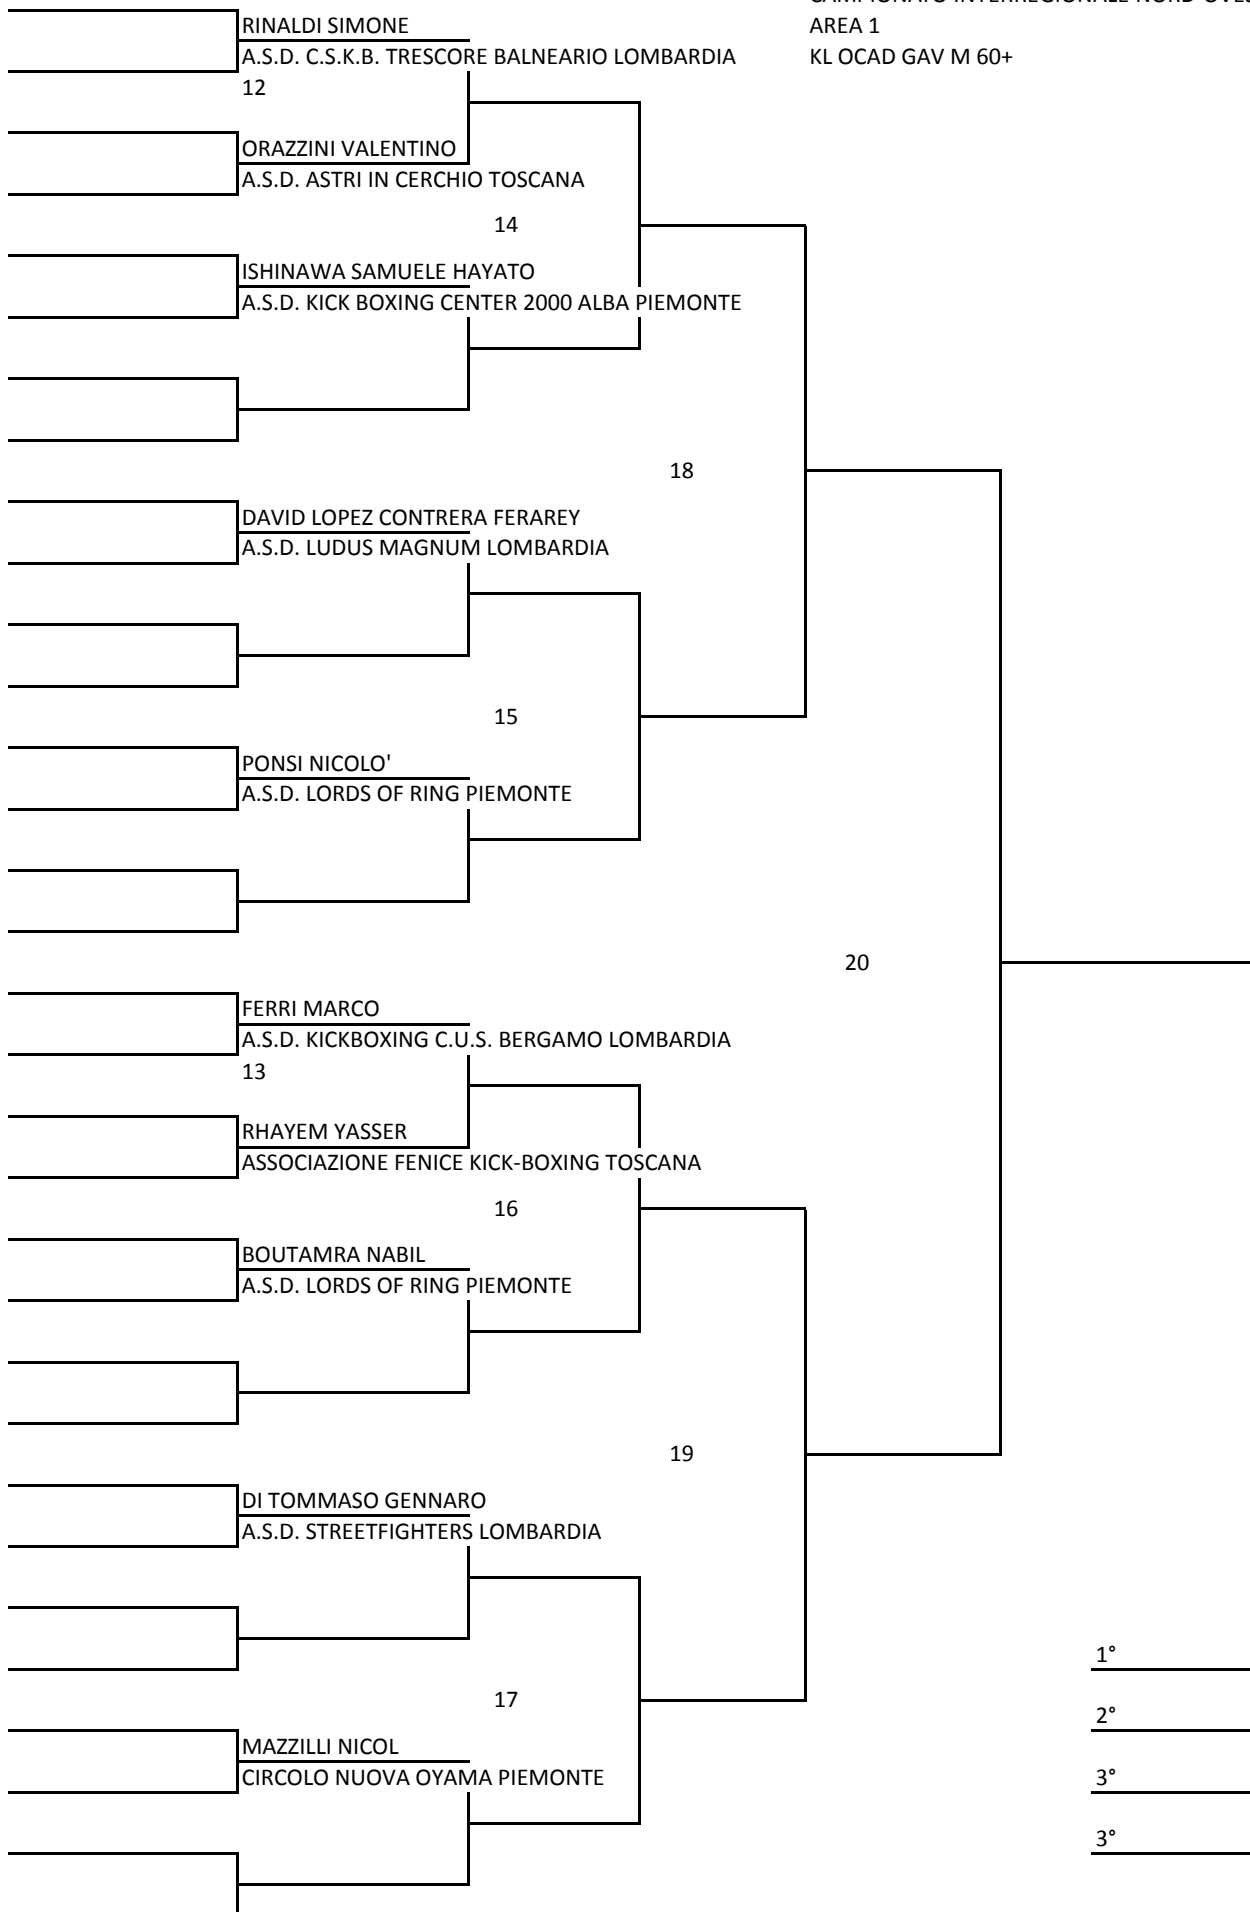 CAMPIONATO INTERREGIONALE NORD-OVES
RINALDI SIMONE
AREA 1
A.S.D. C.S.K.B. TRESCORE BALNEARIO LOMBARDIA
KL OCAD GAV M 60+
12
ORAZZINI VALENTINO
A.S.D. ASTRI IN CERCHIO TOSCANA
14
ISHINAWA SAMUELE HAYATO
A.S.D. KICK BOXING CENTER 2000 ALBA PIEMONTE
18
DAVID LOPEZ CONTRERA FERAREY
A.S.D. LUDUS MAGNUM LOMBARDIA
15
PONSI NICOLO'
A.S.D. LORDS OF RING PIEMONTE
20
FERRI MARCO
A.S.D. KICKBOXING C.U.S. BERGAMO LOMBARDIA
13
RHAYEM YASSER
ASSOCIAZIONE FENICE KICK-BOXING TOSCANA
16
BOUTAMRA NABIL
A.S.D. LORDS OF RING PIEMONTE
19
DI TOMMASO GENNARO
A.S.D. STREETFIGHTERS LOMBARDIA
1°
17
2°
MAZZILLI NICOL
CIRCOLO NUOVA OYAMA PIEMONTE
3°
3°